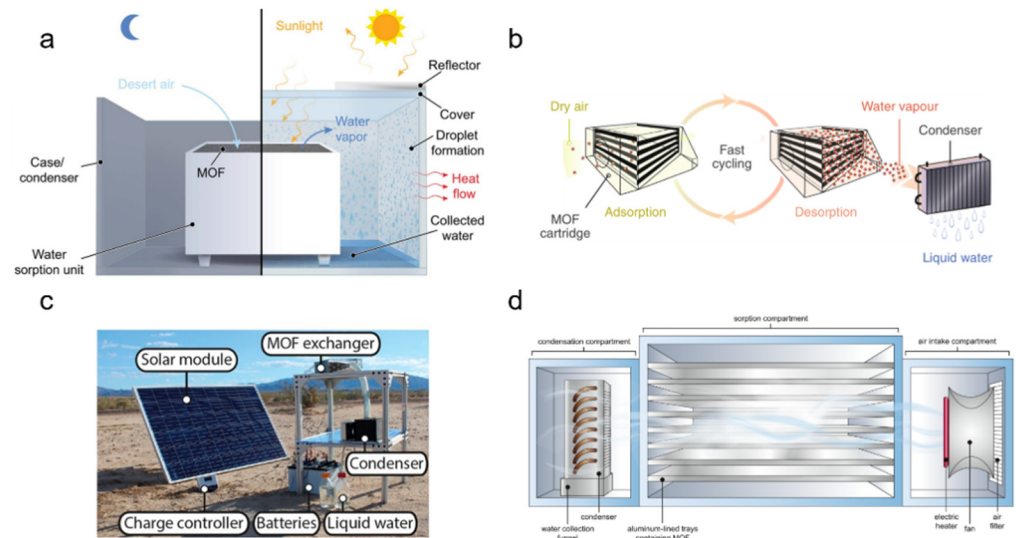 a
Sunlight
Desert air
Reflector
Cover
Water
vapor
Droplet
formation
MOF
Case/
condenser
Heat
flow
Collected
water
Water
sorption unit
b
Dry air
Water vapour
Condenser
Fast
cycling
MOF
cartridge
Adsorption
Desorption
Liquid water
c
Solar module
MOF exchanger
Condenser
Charge controller
Batteries
Liquid water
d
sorption compartment
condensation compartment
air intake compartment
water collection
condenser
aluminum-lined trays
electric
heater
fan
air
filter